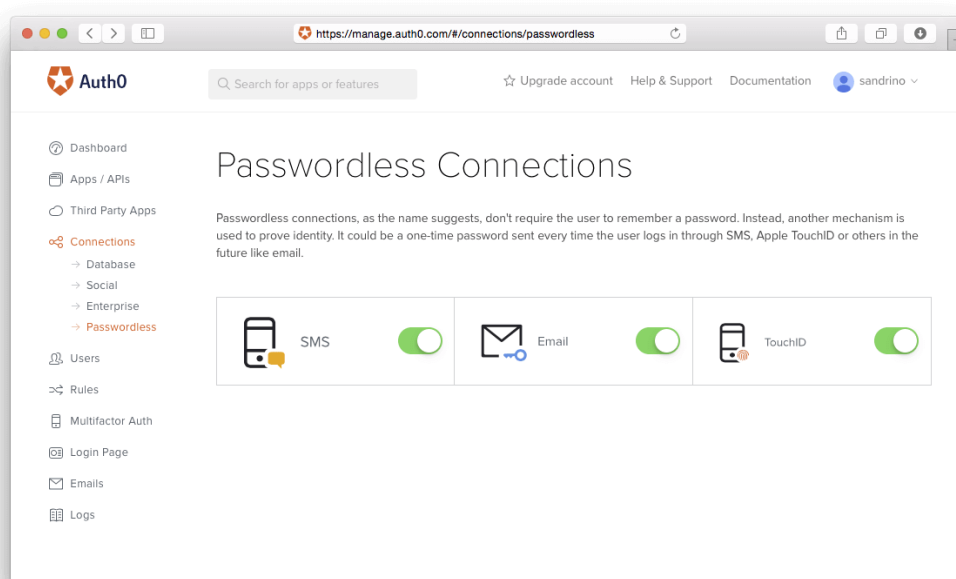 https://manage.auth0.com/#/connections/passwordless
Auth0
Search for apps or features
Upgrade account
Help & Support
Documentation
sandrino
Dashboard
Apps / APIs
Third Party Apps
Connections
Database
Social
Enterprise
Passwordless
Users
Rules
Multifactor Auth
Login Page
Emails
Logs
Passwordless Connections
Passwordless connections, as the name suggests, don't require the user to remember a password. Instead, another mechanism is
used to prove identity. It could be a one-time password sent every time the user logs in through SMS, Apple TouchID or others in the
future like email.
SMS
Email
TouchID